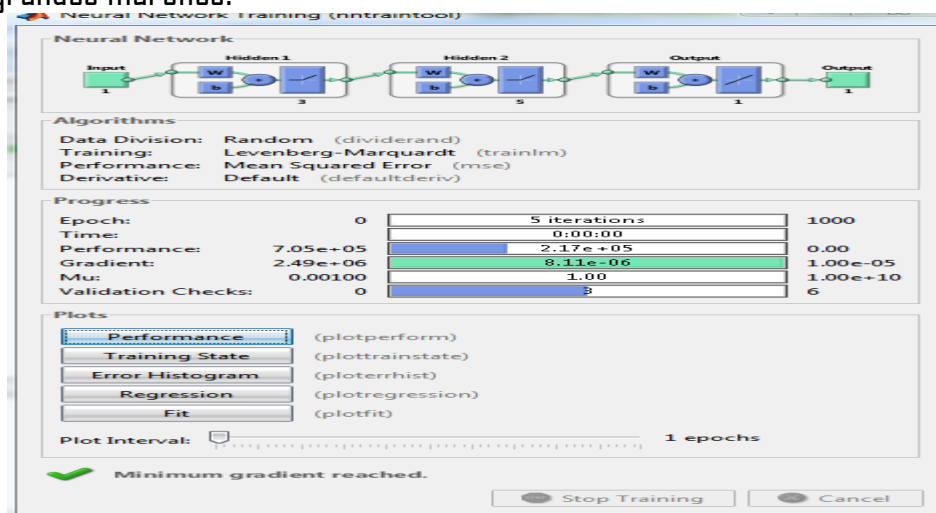 grandes marones.
Neural Network Training (nntraintool)
Neural Network
Hidden 1 Hidden 2 Output
Input W b W b W b Output
1 3 5 1 1
Algorithms
Data Division: Random (dividerand)
Training: Levenberg-Marquardt (trainlm)
Performance: Mean Squared Error (mse)
Derivative: Default (defaultderiv)
Progress
Epoch: 0 5 iterations 1000
Time: 0:00:00
Performance: 7.05e+05 2.17e+05 0.00
Gradient: 2.49e+06 8.11e-06 1.00e-05
Mu: 0.00100 1.00 1.00e+10
Validation Checks: 0 3 6
Plots
Performance (plotperform)
Training State (plottrainstate)
Error Histogram (ploterrhist)
Regression (plotregression)
Fit (plotfit)
Plot Interval: 1 epochs
Minimum gradient reached.
Stop Training Cancel